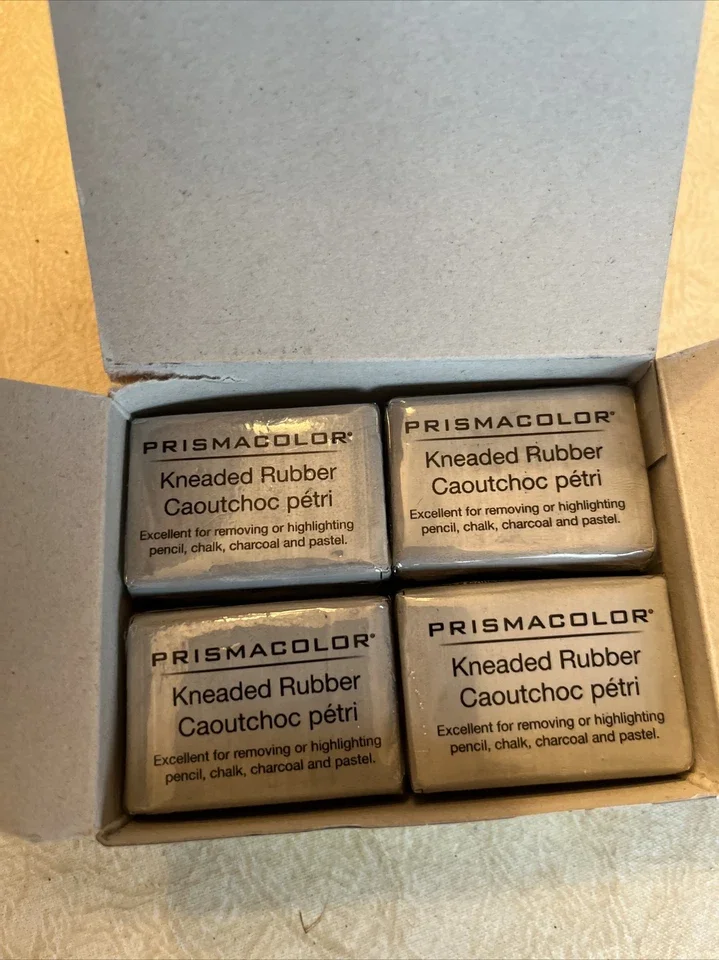 PRISMACOLOR®
Kneaded Rubber
Caoutchoc pétri
Excellent for removing or highlighting
pencil, chalk, charcoal and pastel.
PRISMACOLOR®
Kneaded Rubber
Caoutchoc pétri
Excellent for removing or highlighting
pencil, chalk, charcoal and pastel.
PRISMACOLOR®
Kneaded Rubber
Caoutchoc pétri
Excellent for removing or highlighting
pencil, chalk, charcoal and pastel.
PRISMACOLOR®
Kneaded Rubber
Caoutchoc pétri
Excellent for removing or highlighting
pencil, chalk, charcoal and pastel.